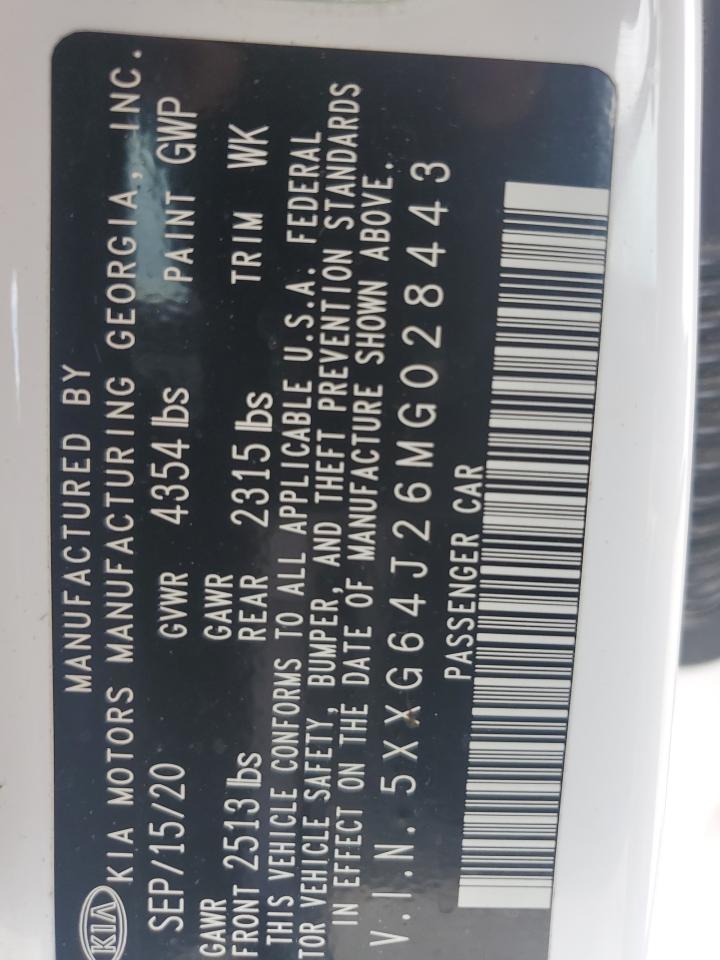 MANUFACTURED BY
KIA KIA MOTORS MANUFACTURING GEORGIA, INC.
SEP/15/20 GVWR 4354 lbs PAINT GWP
GAWR GAWR
FRONT 2513 lbs REAR 2315 lbs TRIM WK
THIS VEHICLE CONFORMS TO ALL APPLICABLE U.S.A. FEDERAL
TOR VEHICLE SAFETY, BUMPER, AND THEFT PREVENTION STANDARDS
IN EFFECT ON THE DATE OF MANUFACTURE SHOWN ABOVE.
V.I.N. 5XXG64J26MG028443
PASSENGER CAR